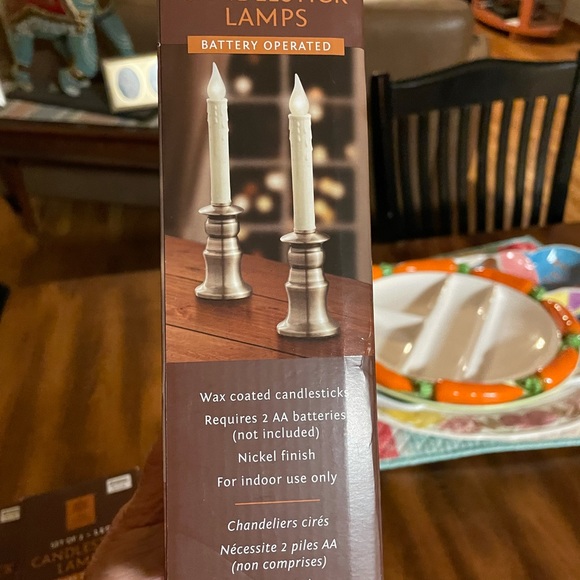 LAMPS
BATTERY OPERATED
Wax coated candlesticks
Requires 2 AA batteries
(not included)
Nickel finish
For indoor use only
Chandeliers cirés
Nécessite 2 piles AA
(non comprises)
LAMPS